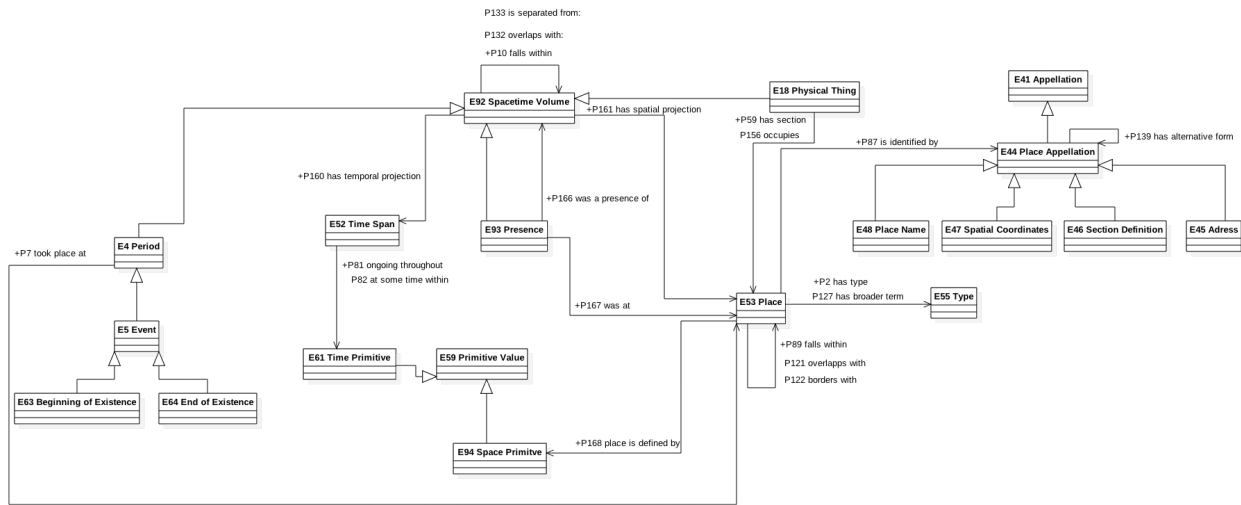 P133 is separated from:
P132 overlaps with:
+P10 falls within
E41 Appellation
E92 Spacetime Volume
E18 Physical Thing
+P161 has spatial projection
+P59 has section
P156 occupies
+P139 has alternative form
+P87 is identified by
E44 Place Appellation
+P160 has temporal projection
+P166 was a presence of
E52 Time Span
E93 Presence
E48 Place Name
E47 Spatial Coordinates
E46 Section Definition
E45 Adress
E4 Period
+P7 took place at
+P81 ongoing throughout
P82 at some time within
+P2 has type
P127 has broader term
E53 Place
E55 Type
+P167 was at
E5 Event
+P89 falls within
P121 overlapps with
P122 borders with
E61 Time Primitive
E59 Primitive Value
E63 Beginning of Existence
E64 End of Existence
+P168 place is defined by
E94 Space Primitve